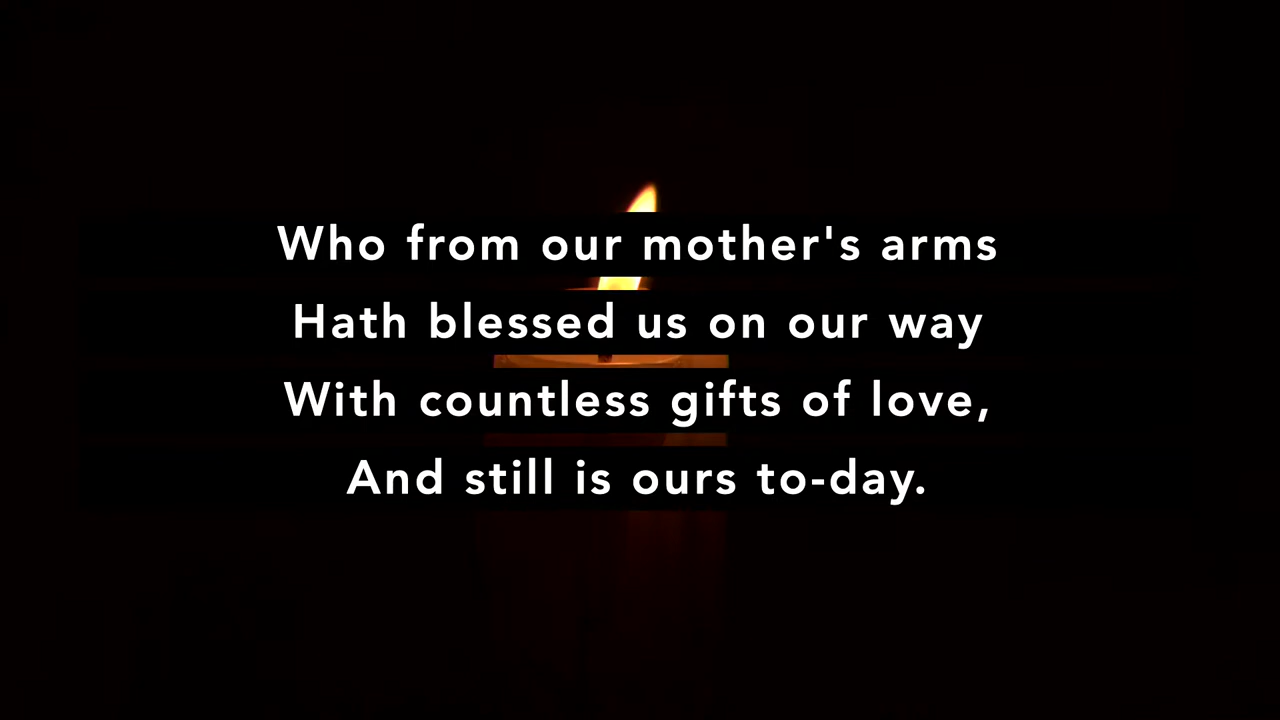 Who from our mother's arms
Hath blessed us on our way
With countless gifts of love,
And still is ours to-day.